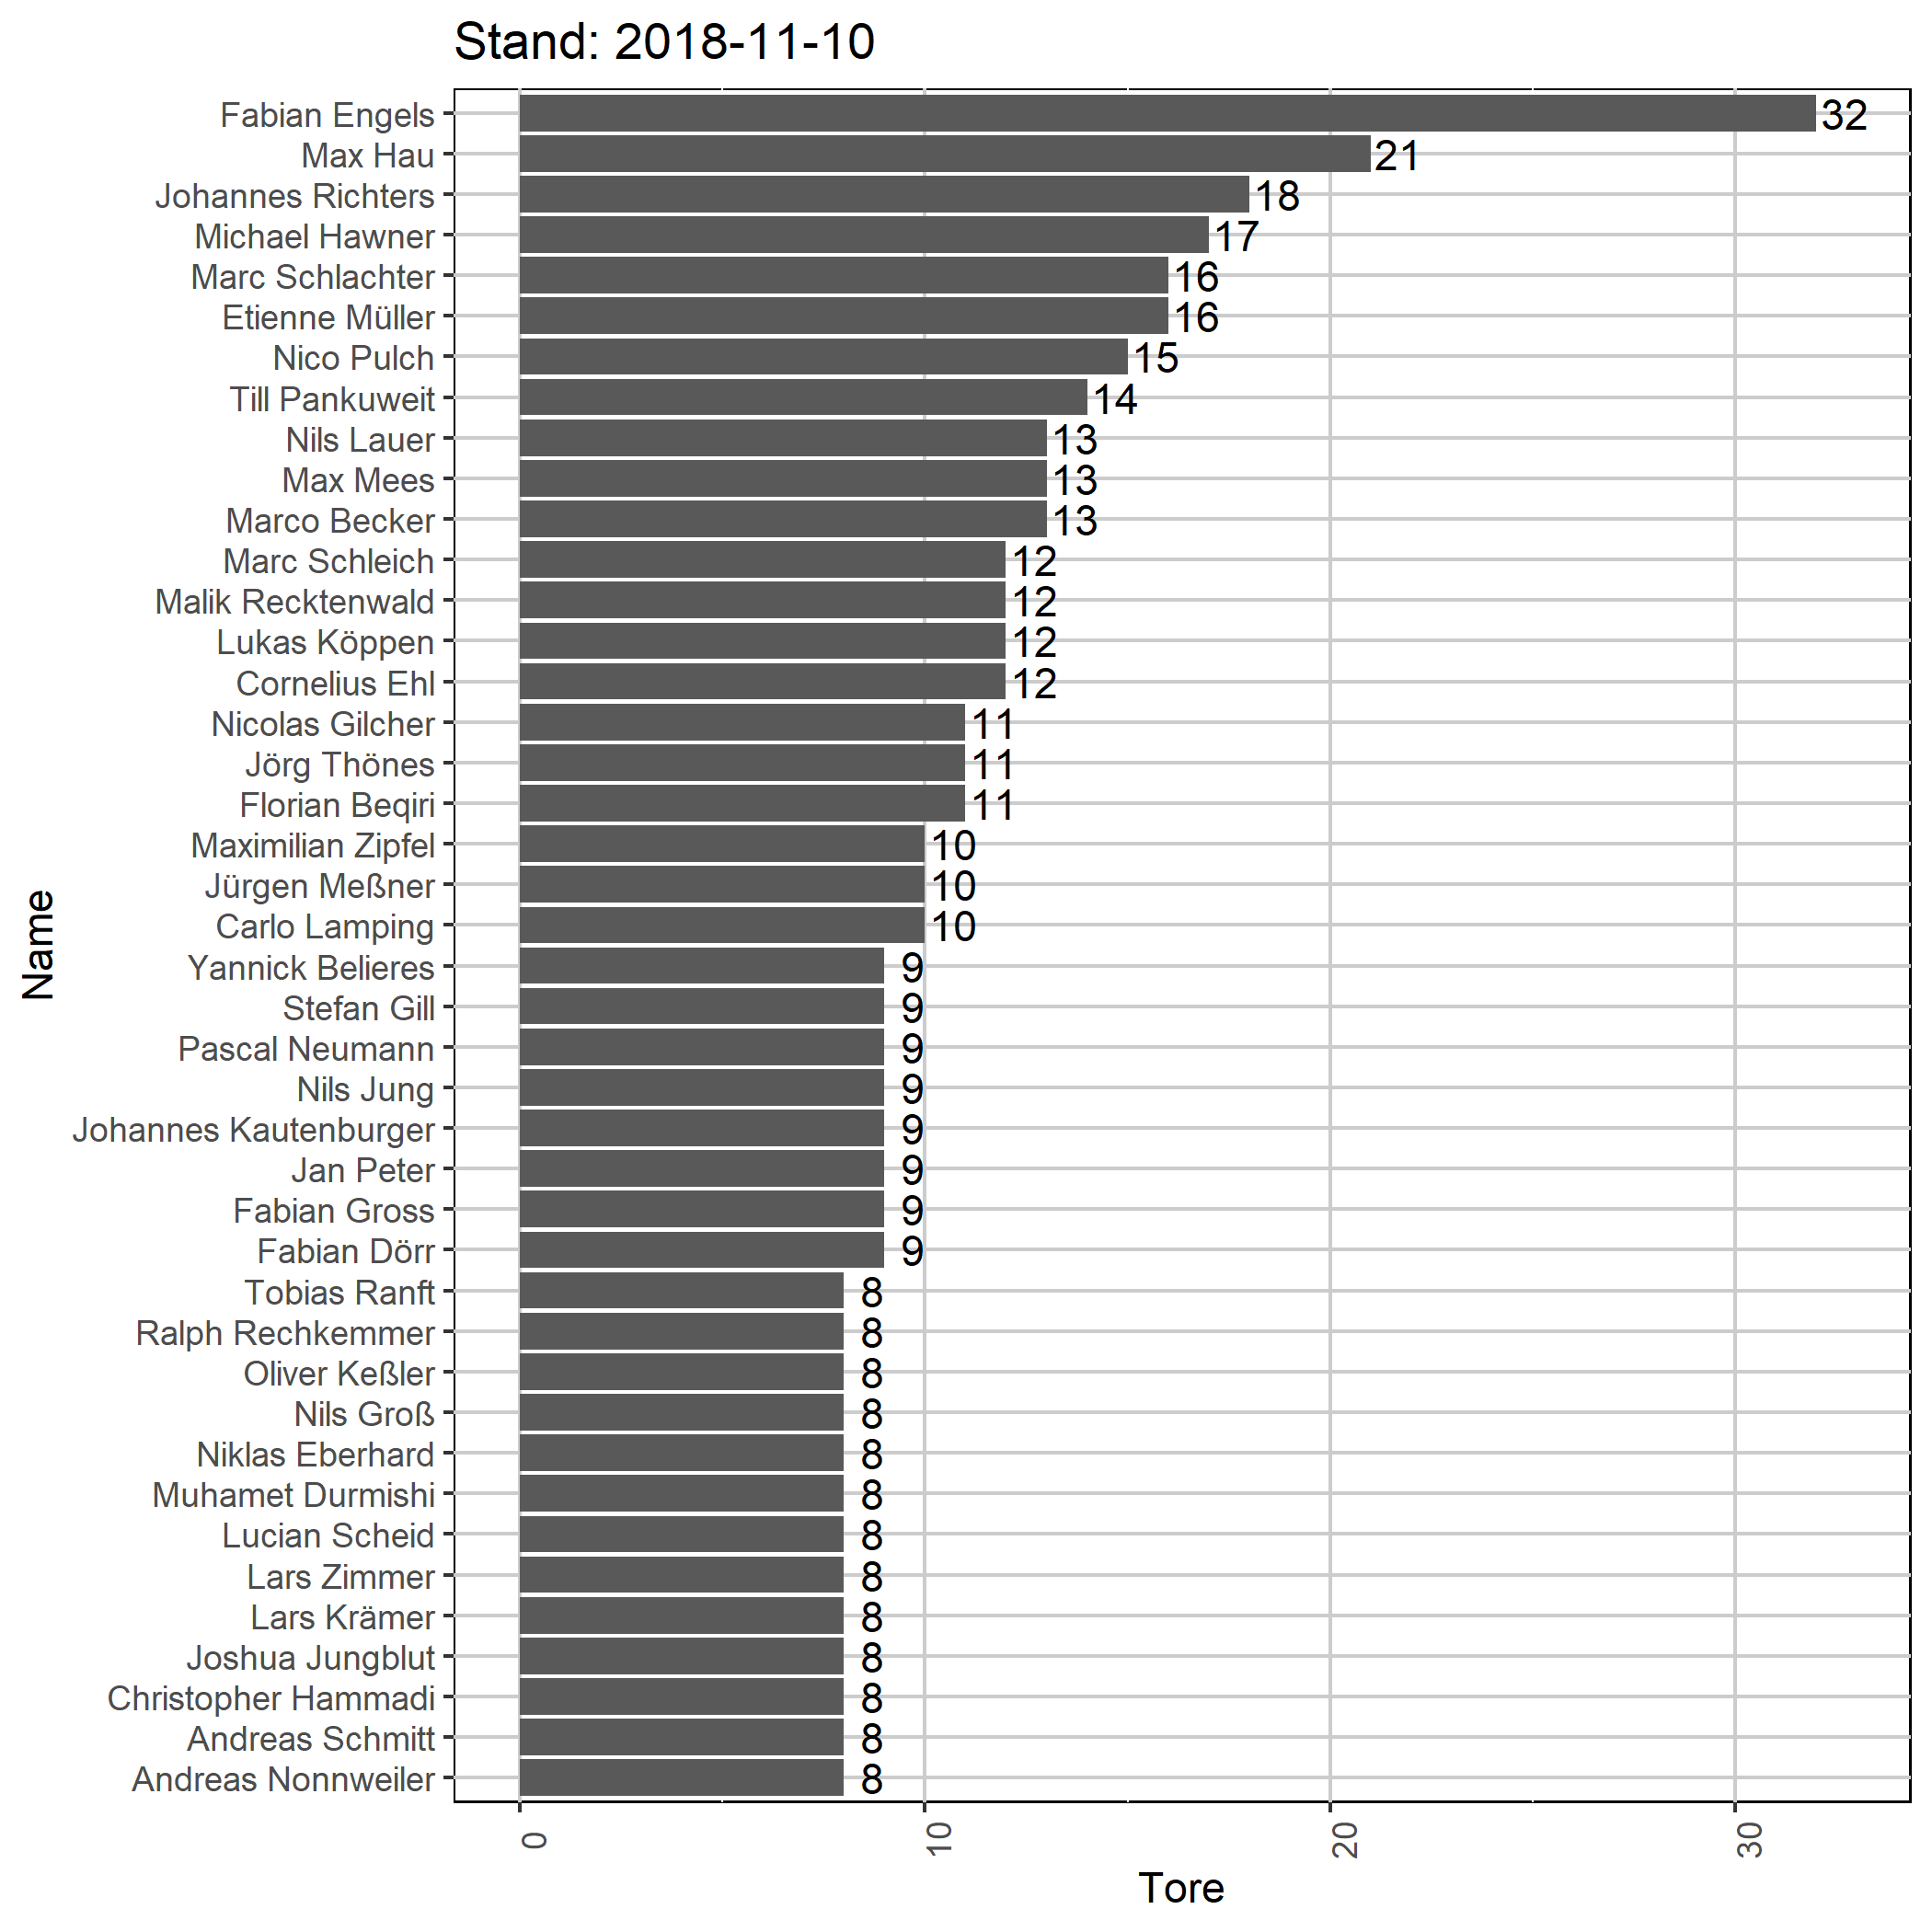 Stand: 2018-11-10
Fabian Engels 32
Max Hau 21
Johannes Richters 18
Michael Hawner 17
Marc Schlachter 16
Etienne Müller 16
Nico Pulch 15
Till Pankuweit 14
Nils Lauer 13
Max Mees 13
Marco Becker 13
Marc Schleich 12
Malik Recktenwald 12
Lukas Köppen 12
Cornelius Ehl 12
Nicolas Gilcher 11
Jörg Thönes 11
Florian Beqiri 11
Maximilian Zipfel 10
Jürgen Meßner 10
Carlo Lamping 10
Yannick Belieres 9
Stefan Gill 9
Pascal Neumann 9
Nils Jung 9
Johannes Kautenburger 9
Jan Peter 9
Fabian Gross 9
Fabian Dörr 9
Tobias Ranft 8
Ralph Rechkemmer 8
Oliver Keßler 8
Nils Groß 8
Niklas Eberhard 8
Muhamet Durmishi 8
Lucian Scheid 8
Lars Zimmer 8
Lars Krämer 8
Joshua Jungblut 8
Christopher Hammadi 8
Andreas Schmitt 8
Andreas Nonnweiler 8
Name
0 10 20 30
Tore